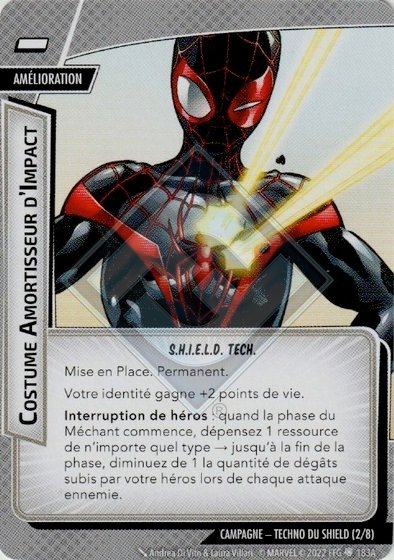 AMÉLIORATION
COSTUME AMORTISSEUR D'IMPACT
S.H.I.E.L.D. TECH.
Mise en Place. Permanent.
Votre identité gagne +2 points de vie.
Interruption de héros : quand la phase du
Méchant commence, dépensez 1 ressource
de n'importe quel type → jusqu'à la fin de la
phase, diminuez de 1 la quantité de dégâts
subis par votre héros lors de chaque attaque
ennemie.
CAMPAGNE – TECHNO DU SHIELD (2/8)
Andrea Di Vito & Laura Villari. © MARVEL © 2022 FFG 183A